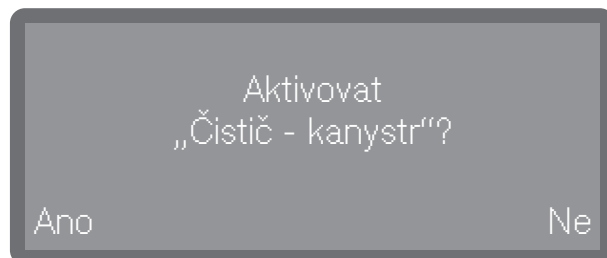 Aktivovat
„Čistič - kanystr“?
Ano Ne